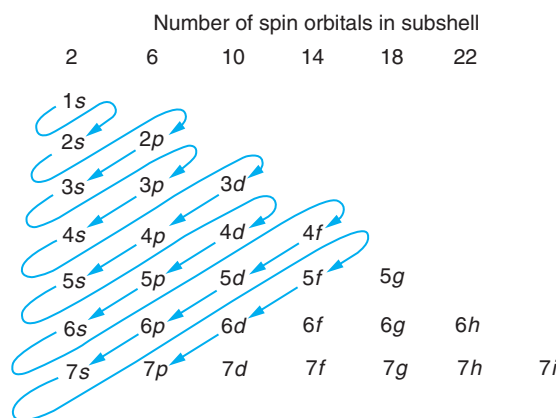 Number of spin orbitals in subshell
2 6 10 14 18 22
1s
2s 2p
3s 3p 3d
4s 4p 4d 4f
5s 5p 5d 5f 5g
6s 6p 6d 6f 6g 6h
7s 7p 7d 7f 7g 7h 7i